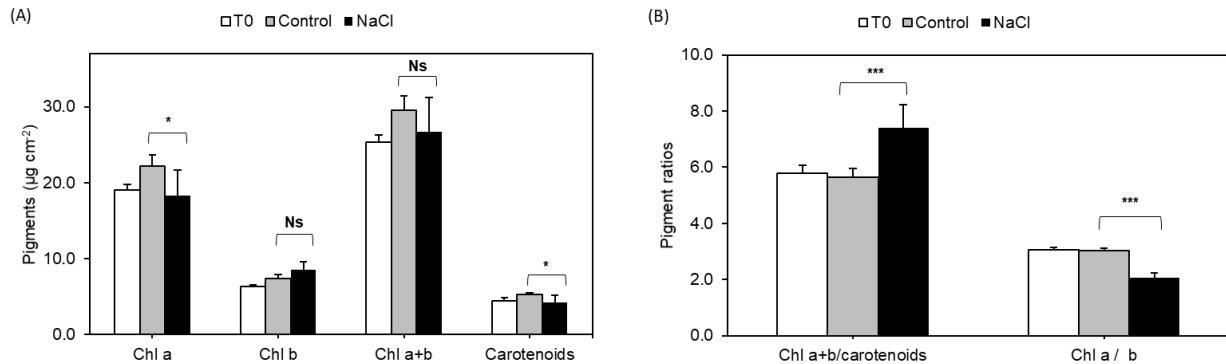 (A)
T0 Control NaCl
Pigments (µg cm-2)
30.0
20.0
10.0
0.0
*
Ns
Ns
*
Chl a Chl b Chl a+b Carotenoids
(B)
T0 Control NaCl
Pigment ratios
10.0
8.0
6.0
4.0
2.0
0.0
***
***
Chl a+b/carotenoids Chl a / b